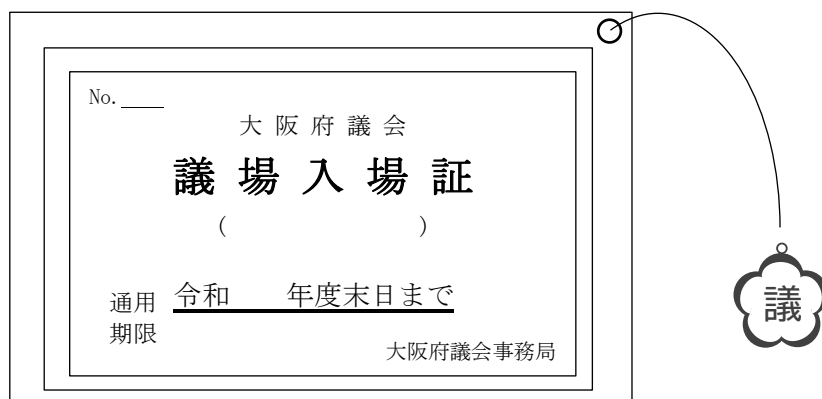 No.____
大阪府議会
議場入場証
(　　　　　　　　)
通用期限 令和　　年度末日まで
大阪府議会事務局
議